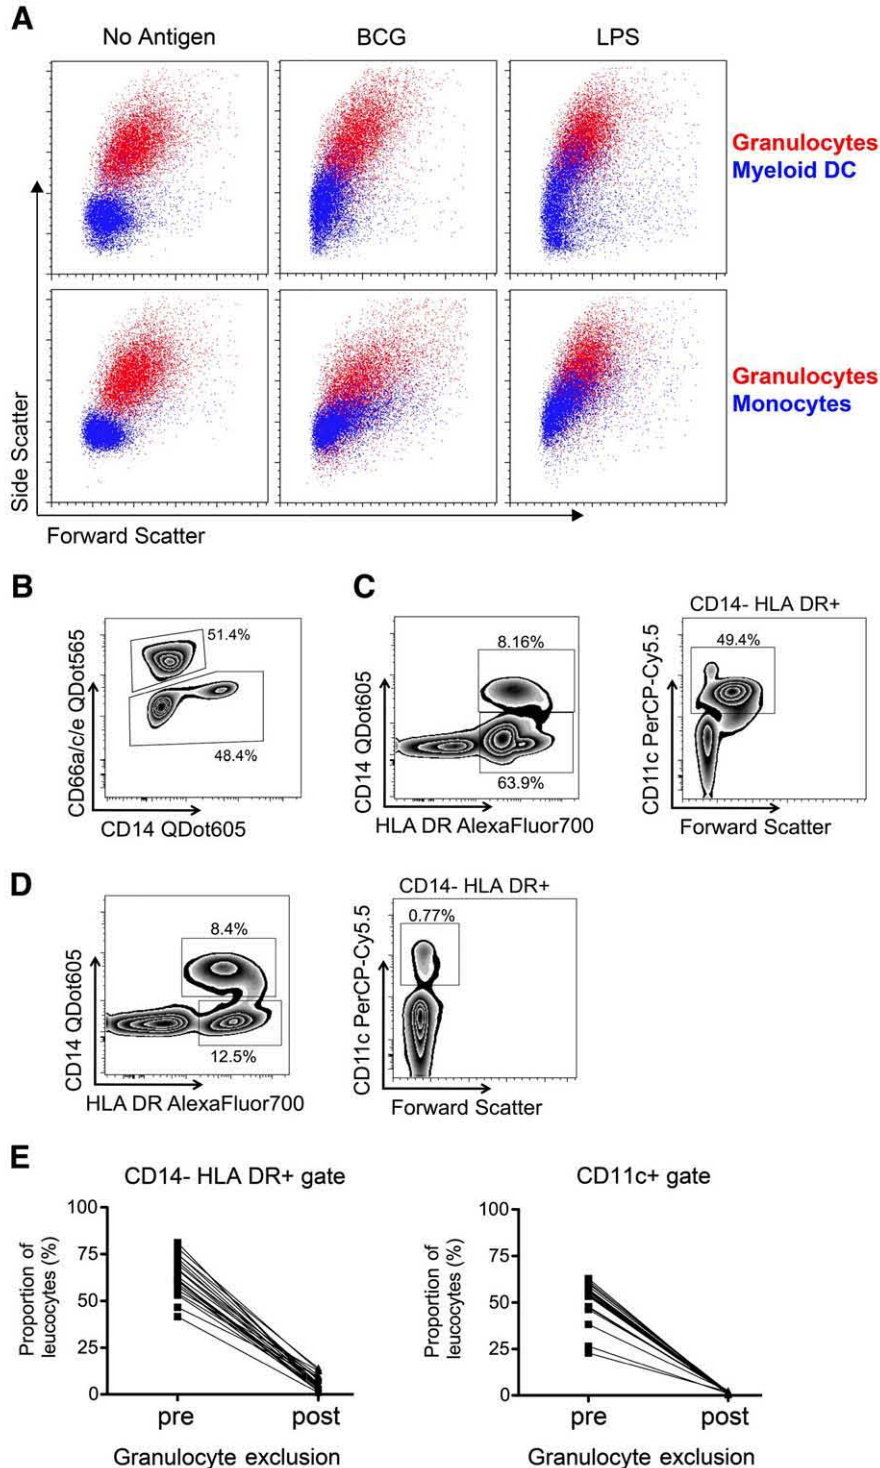 A
No Antigen
BCG
LPS
Granulocytes
Myeloid DC
Granulocytes
Monocytes
Side Scatter
Forward Scatter
B
51.4%
48.4%
CD66a/c/e QDot565
CD14 QDot605
C
8.16%
63.9%
CD14 QDot605
HLA DR AlexaFluor700
CD14- HLA DR+
49.4%
CD11c PerCP-Cy5.5
Forward Scatter
D
8.4%
12.5%
CD14 QDot605
HLA DR AlexaFluor700
CD14- HLA DR+
0.77%
CD11c PerCP-Cy5.5
Forward Scatter
E
CD14- HLA DR+ gate
Proportion of
leucocytes (%)
100
75
50
25
0
pre
post
Granulocyte exclusion
CD11c+ gate
Proportion of
leucocytes (%)
100
75
50
25
0
pre
post
Granulocyte exclusion